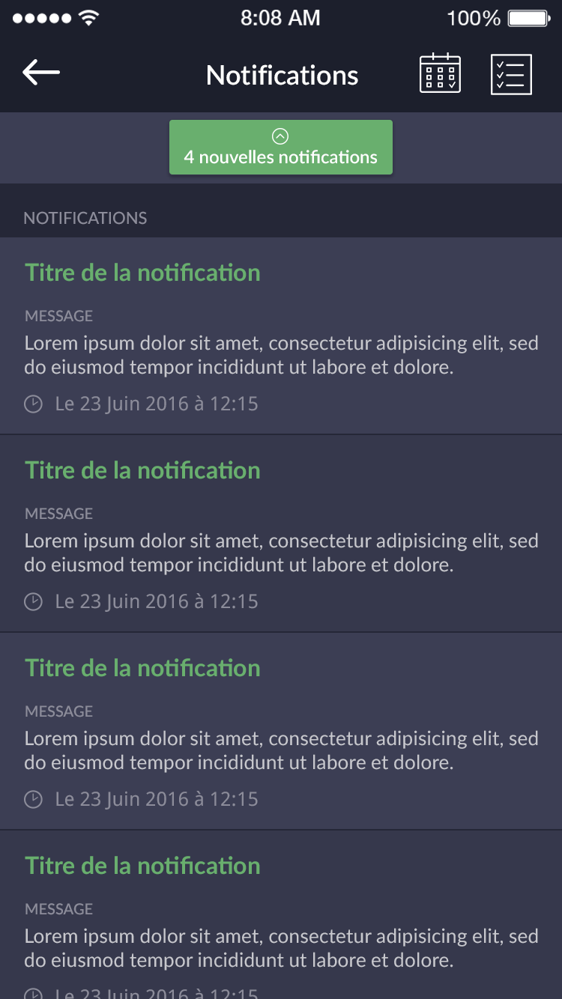 8:08 AM 100%
Notifications
4 nouvelles notifications
NOTIFICATIONS
Titre de la notification
MESSAGE
Lorem ipsum dolor sit amet, consectetur adipisicing elit, sed
do eiusmod tempor incididunt ut labore et dolore.
Le 23 Juin 2016 à 12:15
Titre de la notification
MESSAGE
Lorem ipsum dolor sit amet, consectetur adipisicing elit, sed
do eiusmod tempor incididunt ut labore et dolore.
Le 23 Juin 2016 à 12:15
Titre de la notification
MESSAGE
Lorem ipsum dolor sit amet, consectetur adipisicing elit, sed
do eiusmod tempor incididunt ut labore et dolore.
Le 23 Juin 2016 à 12:15
Titre de la notification
MESSAGE
Lorem ipsum dolor sit amet, consectetur adipisicing elit, sed
do eiusmod tempor incididunt ut labore et dolore.
Le 23 Juin 2016 à 12:15